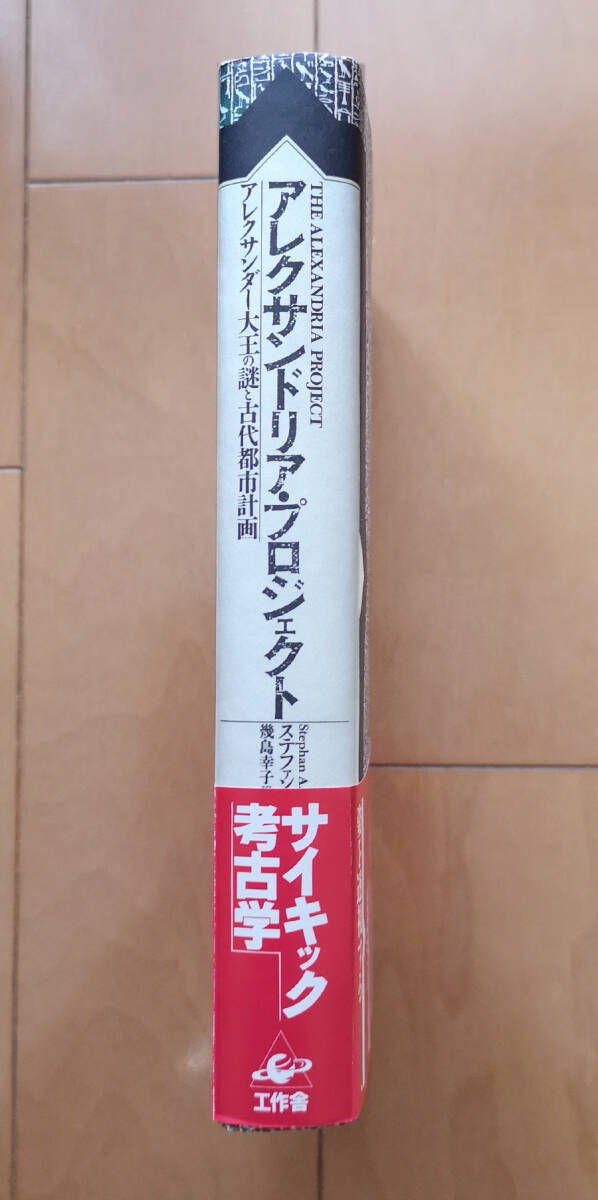 THE ALEXANDRIA PROJECT
アレクサンドリア・プロジェクト
アレクサンダー大王の謎と古代都市計画
Stephan A.
ステファン
幾島幸子
サイキック
考古学
工作舎